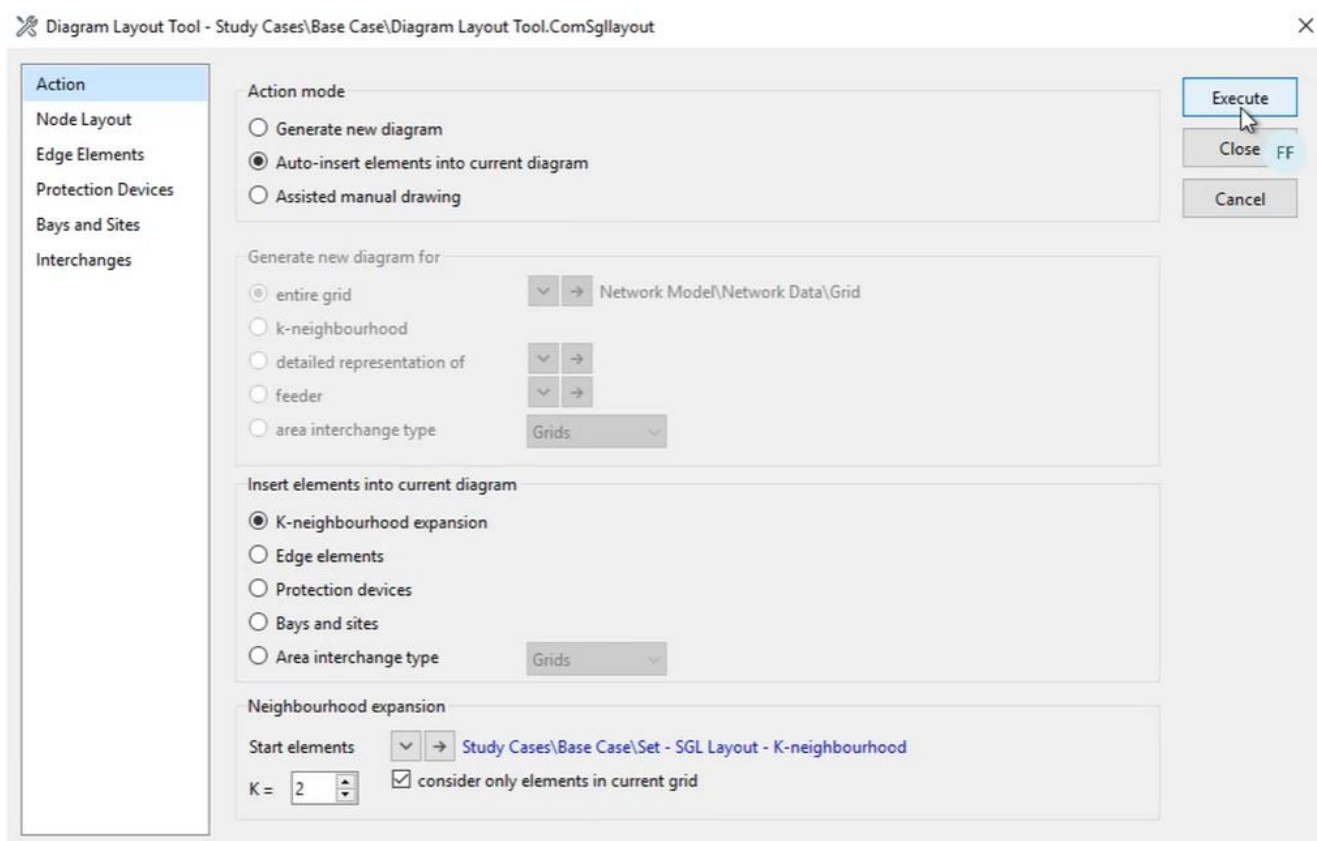 Diagram Layout Tool - Study Cases\Base Case\Diagram Layout Tool.ComSgllayout
Action
Node Layout
Edge Elements
Protection Devices
Bays and Sites
Interchanges
Action mode
Generate new diagram
Auto-insert elements into current diagram
Assisted manual drawing
Generate new diagram for
entire grid Network Model\Network Data\Grid
k-neighbourhood
detailed representation of
feeder
area interchange type Grids
Insert elements into current diagram
K-neighbourhood expansion
Edge elements
Protection devices
Bays and sites
Area interchange type Grids
Neighbourhood expansion
Start elements Study Cases\Base Case\Set - SGL Layout - K-neighbourhood
K = 2 consider only elements in current grid
Execute
Close FF
Cancel